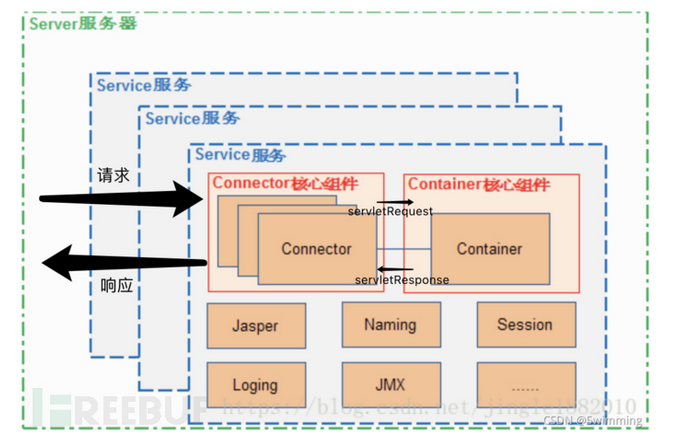 Server服务器
Service服务
Service服务
Service服务
请求
Connector核心组件
Container核心组件
servletRequest
Connector
Container
servletResponse
响应
Jasper
Naming
Session
Loging
JMX
......
REEBUF
https://blog.csdn.net/jinglei882010
CSDN @Swimming